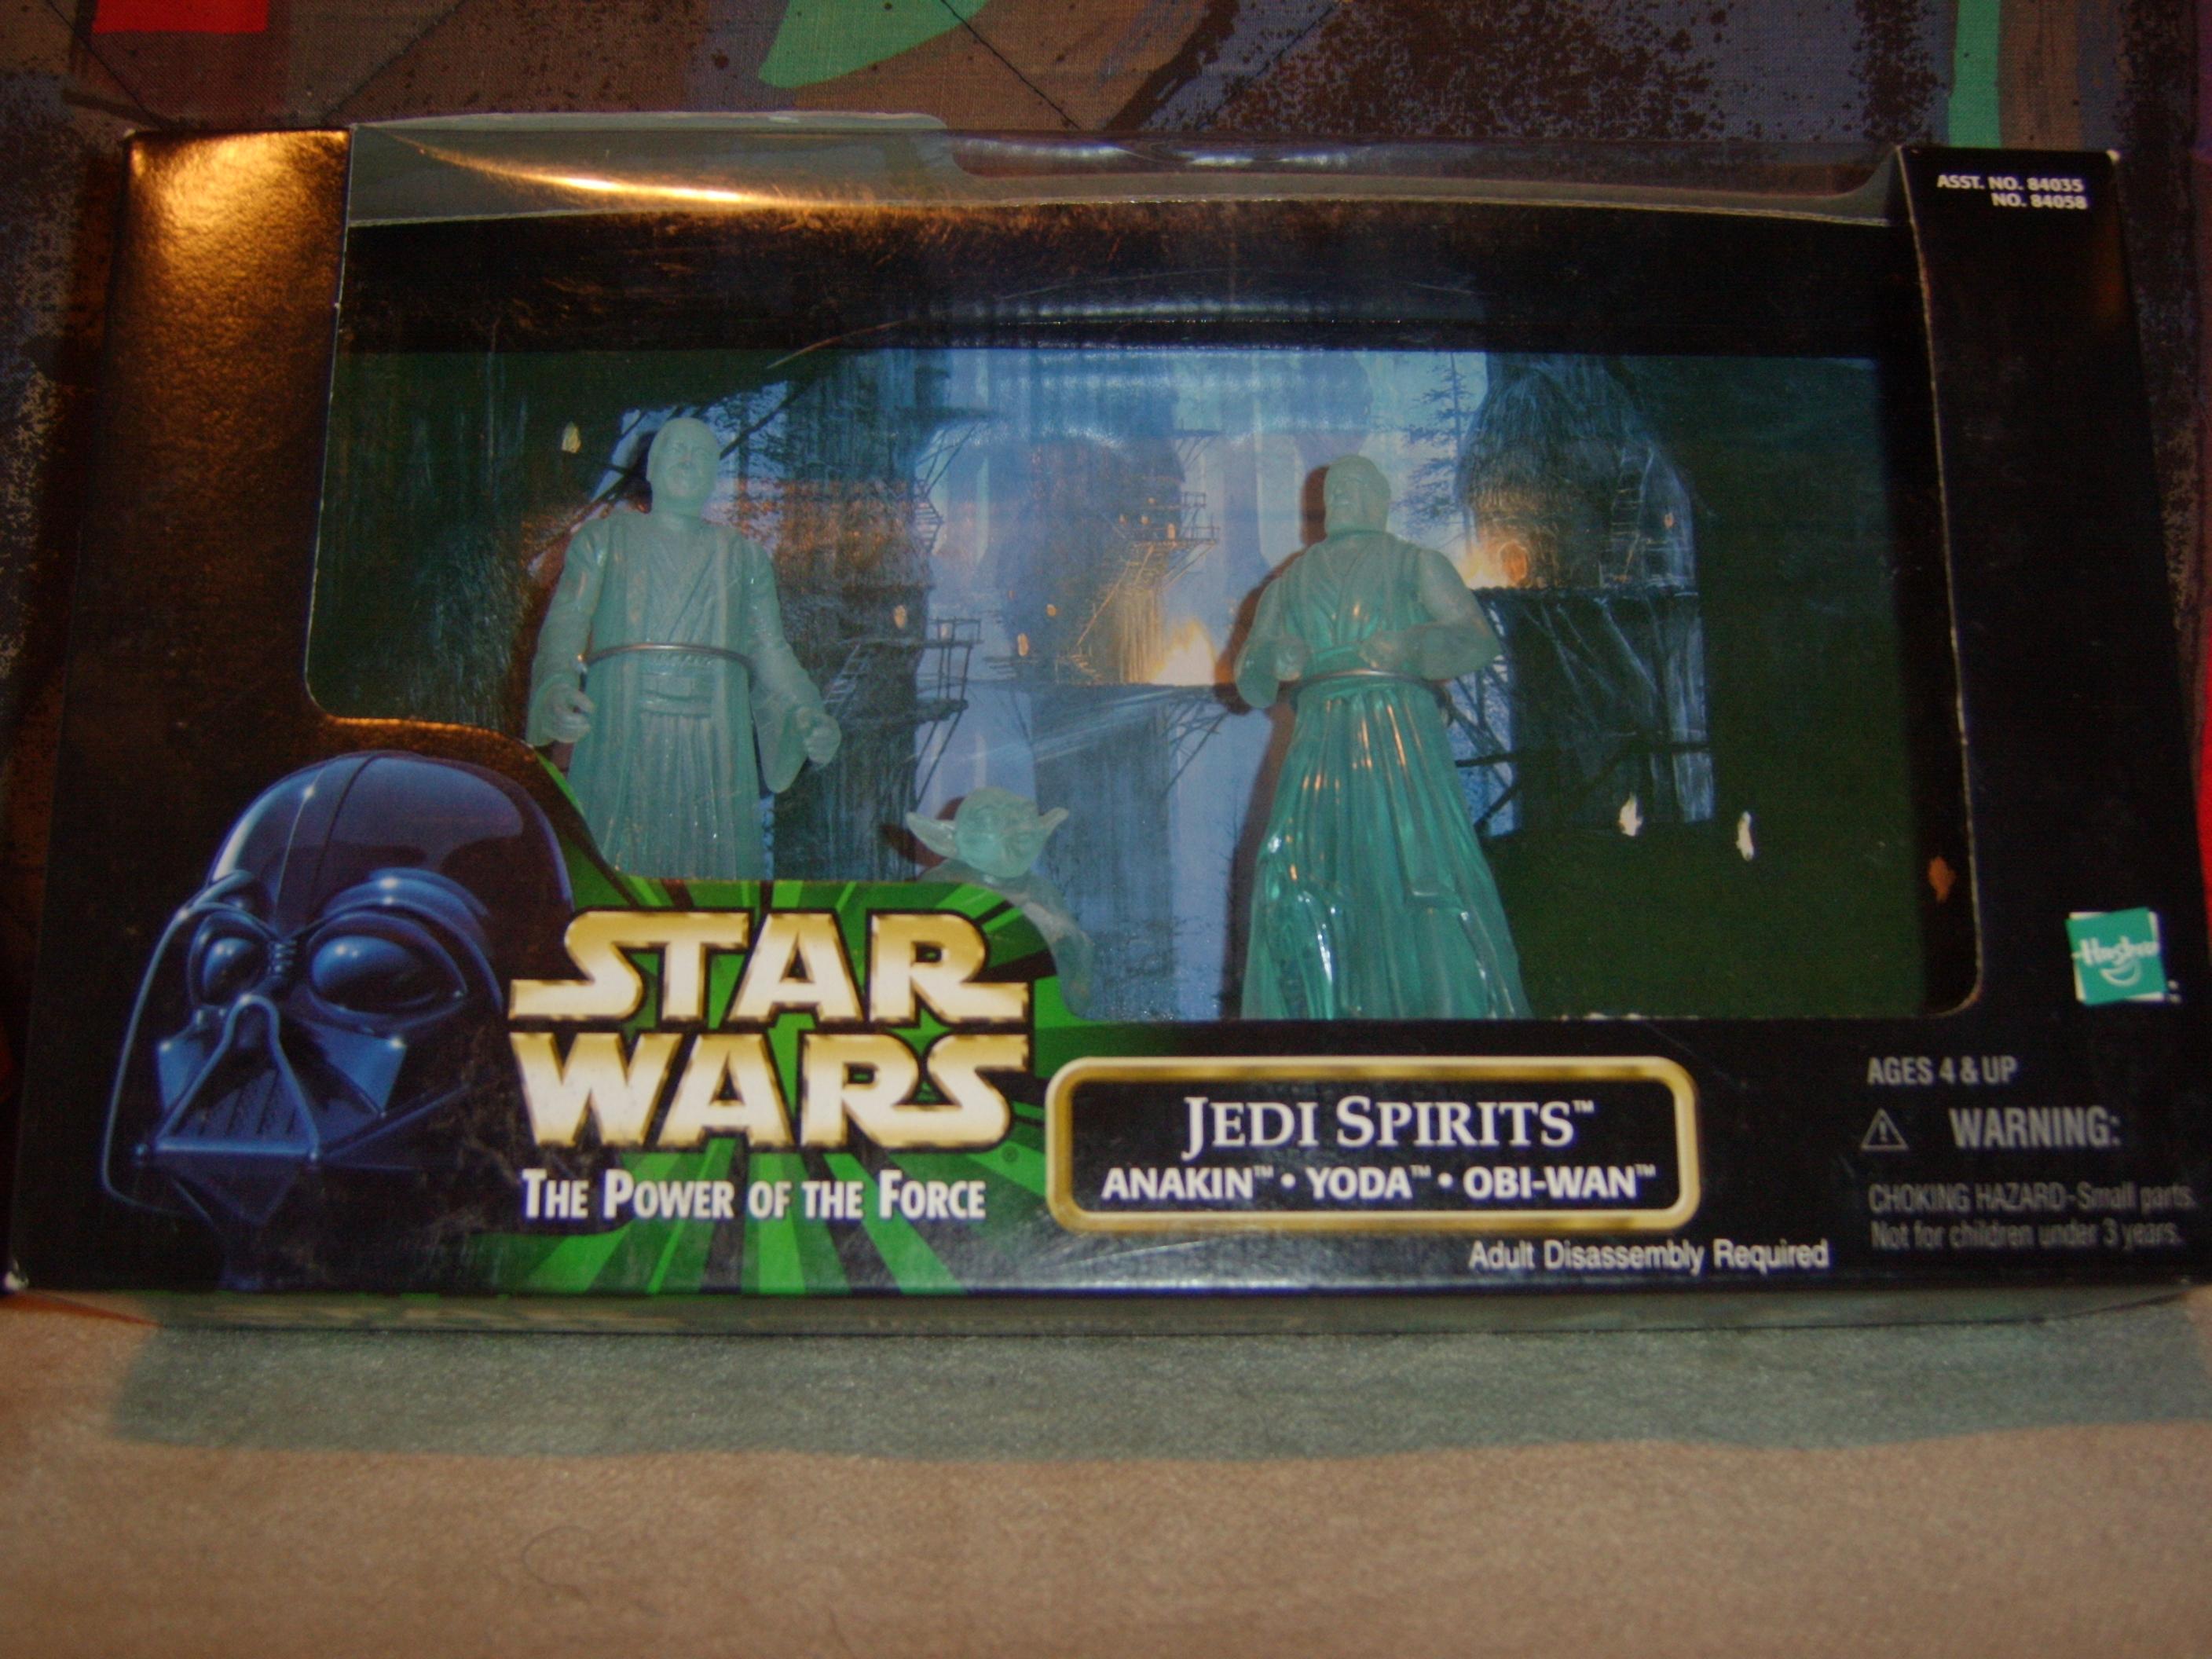 ASST. NO. 84035
NO. 84058
Hasbro
STAR
WARS®
THE POWER OF THE FORCE
JEDI SPIRITS™
ANAKIN™ • YODA™ • OBI-WAN™
Adult Disassembly Required
AGES 4 & UP
WARNING:
CHOKING HAZARD-Small parts.
Not for children under 3 years.